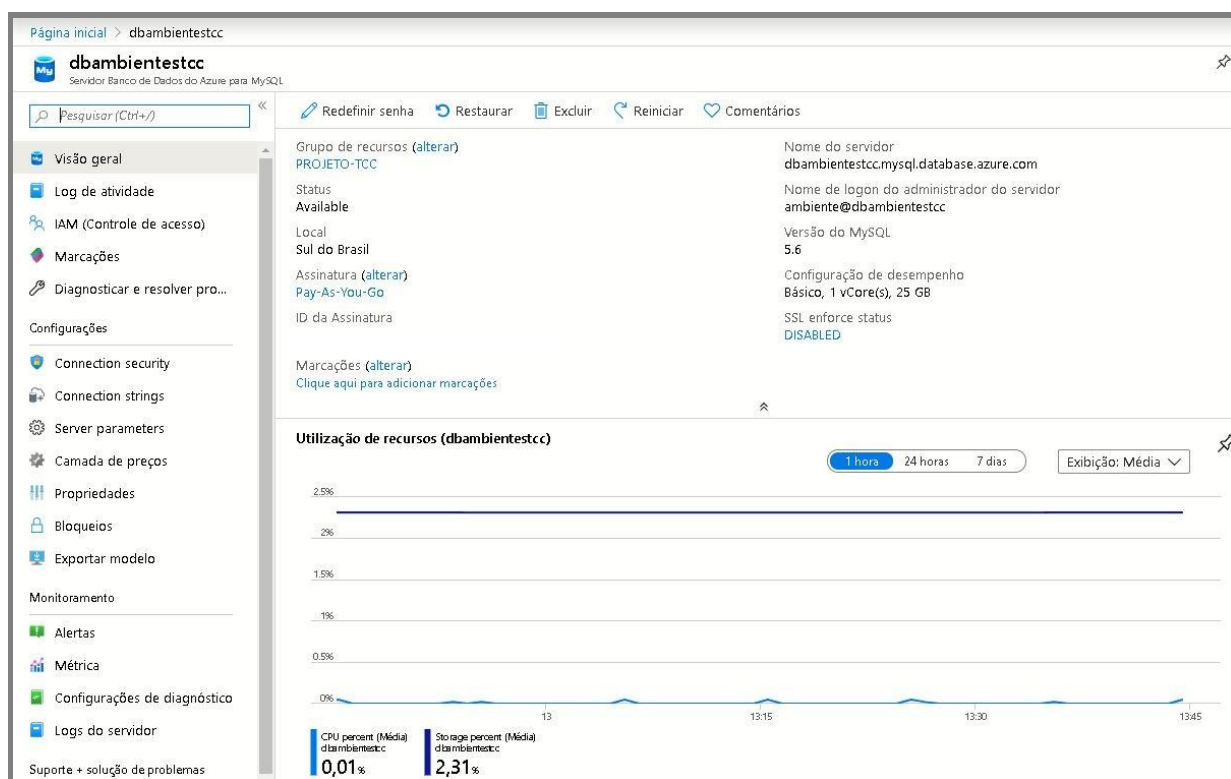 Página inicial > dbambientestcc
dbambientestcc
Servidor Banco de Dados do Azure para MySQL
My
Pesquisar (Ctrl+/)
«
Visão geral
Log de atividade
IAM (Controle de acesso)
Marcações
Diagnosticar e resolver pro...
Configurações
Connection security
Connection strings
Server parameters
Camada de preços
Propriedades
Bloqueios
Exportar modelo
Monitoramento
Alertas
Métrica
Configurações de diagnóstico
Logs do servidor
Suporte + solução de problemas
Redefinir senha Restaurar Excluir Reiniciar Comentários
Grupo de recursos (alterar)
PROJETO-TCC
Status
Available
Local
Sul do Brasil
Assinatura (alterar)
Pay-As-You-Go
ID da Assinatura
Marcações (alterar)
Clique aqui para adicionar marcações
Nome do servidor
dbambientestcc.mysql.database.azure.com
Nome de logon do administrador do servidor
ambiente@dbambientestcc
Versão do MySQL
5.6
Configuração de desempenho
Básico, 1 vCore(s), 25 GB
SSL enforce status
DISABLED
Utilização de recursos (dbambientestcc)
1 hora 24 horas 7 dias Exibição: Média
2.5%
2%
1.5%
1%
0.5%
0%
13 13:15 13:30 13:45
CPU percent (Média)
dbambientestcc
0,01%
Storage percent (Média)
dbambientestcc
2,31%